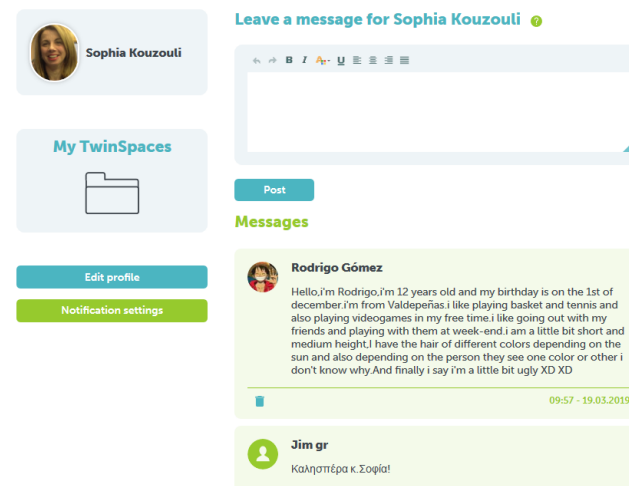 Leave a message for Sophia Kouzouli ?
Sophia Kouzouli
B I A U
My TwinSpaces
Post
Messages
Edit profile
Notification settings
Rodrigo Gómez
Hello,i'm Rodrigo,i'm 12 years old and my birthday is on the 1st of
december.i'm from Valdepeñas.i like playing basket and tennis and
also playing videogames in my free time.i like going out with my
friends and playing with them at week-end.i am a little bit short and
medium height,I have the hair of different colors depending on the
sun and also depending on the person they see one color or other i
don't know why.And finally i say i'm a little bit ugly XD XD
09:57 - 19.03.2019
Jim gr
Καλησπέρα κ.Σοφία!